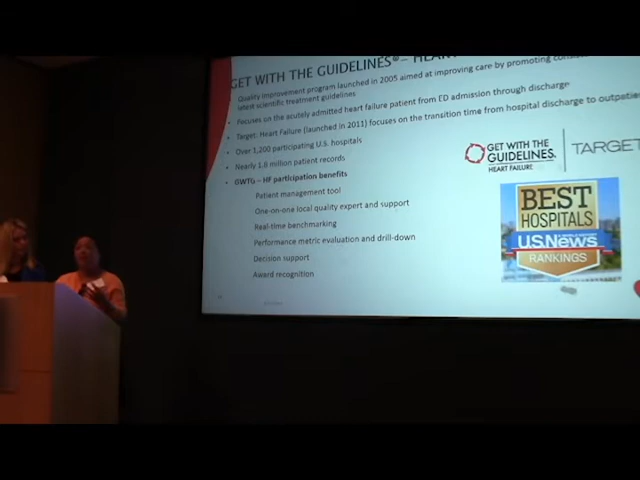 GET WITH THE GUIDELINES®– HEART
Quality improvement program launched in 2005 aimed at improving care by promoting
latest scientific treatment guidelines
• Focuses on the acutely admitted heart failure patient from ED admission through discharge
• Target: Heart Failure (launched in 2011) focuses on the transition time from hospital discharge to outpatie
• Over 1,200 participating U.S. hospitals
• Nearly 1.8 million patient records
• GWTG – HF participation benefits
Patient management tool
One-on-one local quality expert and support
Real-time benchmarking
Performance metric evaluation and drill-down
Decision support
Award recognition
GET WITH THE
GUIDELINES.
HEART FAILURE
TARGET
BEST
HOSPITALS
U.S.News
RANKINGS